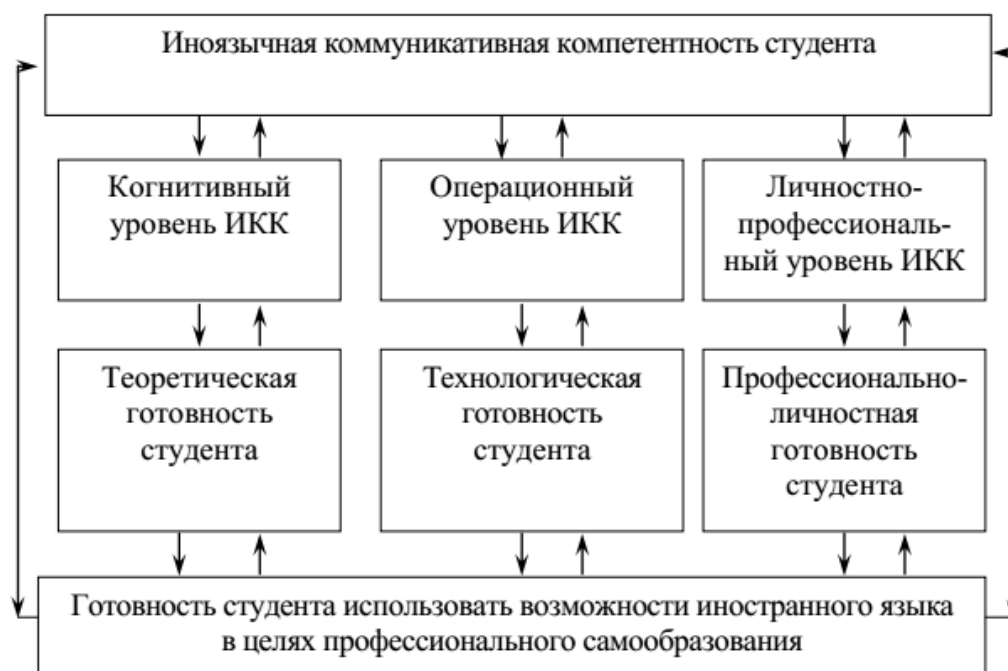 Иноязычная коммуникативная компетентность студента
Когнитивный
уровень ИКК
Операционный
уровень ИКК
Личностно-
профессиональ-
ный уровень ИКК
Теоретическая
готовность
студента
Технологическая
готовность
студента
Профессионально-
личностная
готовность
студента
Готовность студента использовать возможности иностранного языка
в целях профессионального самообразования